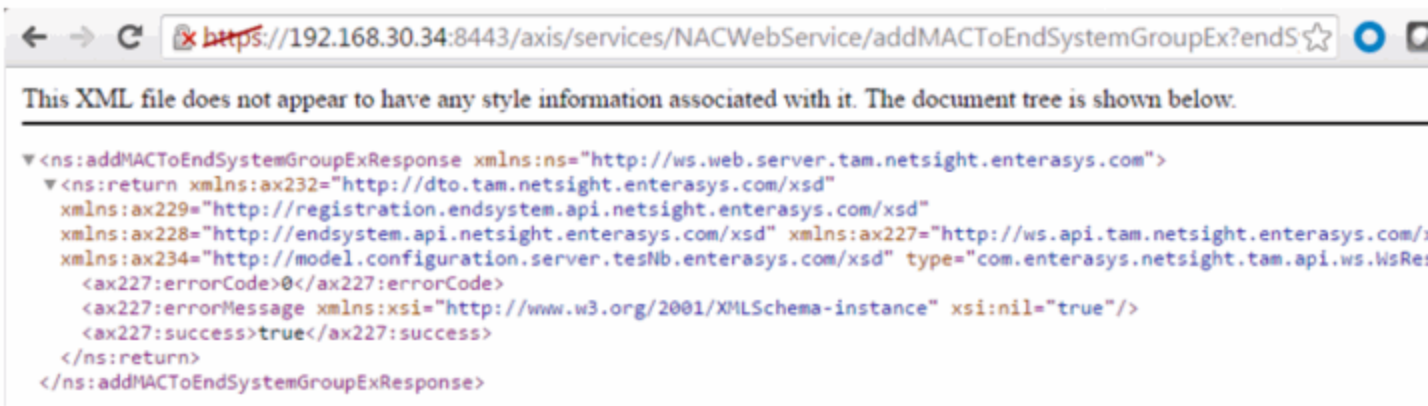 https://192.168.30.34:8443/axis/services/NACWebService/addMACToEndSystemGroupEx?endS
This XML file does not appear to have any style information associated with it. The document tree is shown below.
▼<ns:addMACToEndSystemGroupExResponse xmlns:ns="http://ws.web.server.tam.netsight.enterasys.com">
▼<ns:return xmlns:ax232="http://dto.tam.netsight.enterasys.com/xsd"
xmlns:ax229="http://registration.endsystem.api.netsight.enterasys.com/xsd"
xmlns:ax228="http://endsystem.api.netsight.enterasys.com/xsd" xmlns:ax227="http://ws.api.tam.netsight.enterasys.com/
xmlns:ax234="http://model.configuration.server.tesNb.enterasys.com/xsd" type="com.enterasys.netsight.tam.api.ws.WsRes
<ax227:errorCode>0</ax227:errorCode>
<ax227:errorMessage xmlns:xsi="http://www.w3.org/2001/XMLSchema-instance" xsi:nil="true"/>
<ax227:success>true</ax227:success>
</ns:return>
</ns:addMACToEndSystemGroupExResponse>